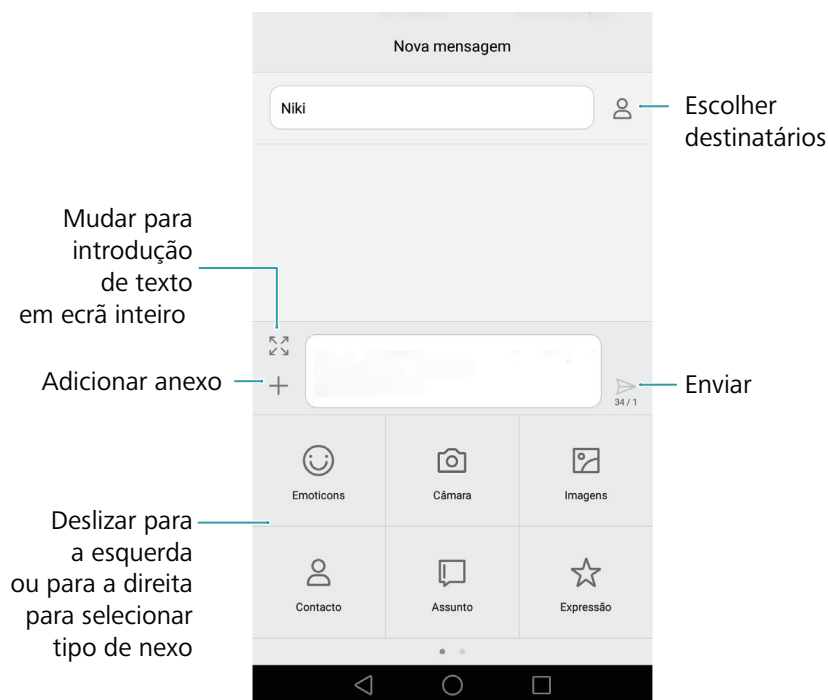 Nova mensagem
Niki
Escolher
destinatários
Mudar para
introdução
de texto
em ecrã inteiro
Adicionar anexo
Enviar
34 / 1
Emoticons
Câmara
Imagens
Deslizar para
a esquerda
ou para a direita
para selecionar
tipo de nexo
Contacto
Assunto
Expressão